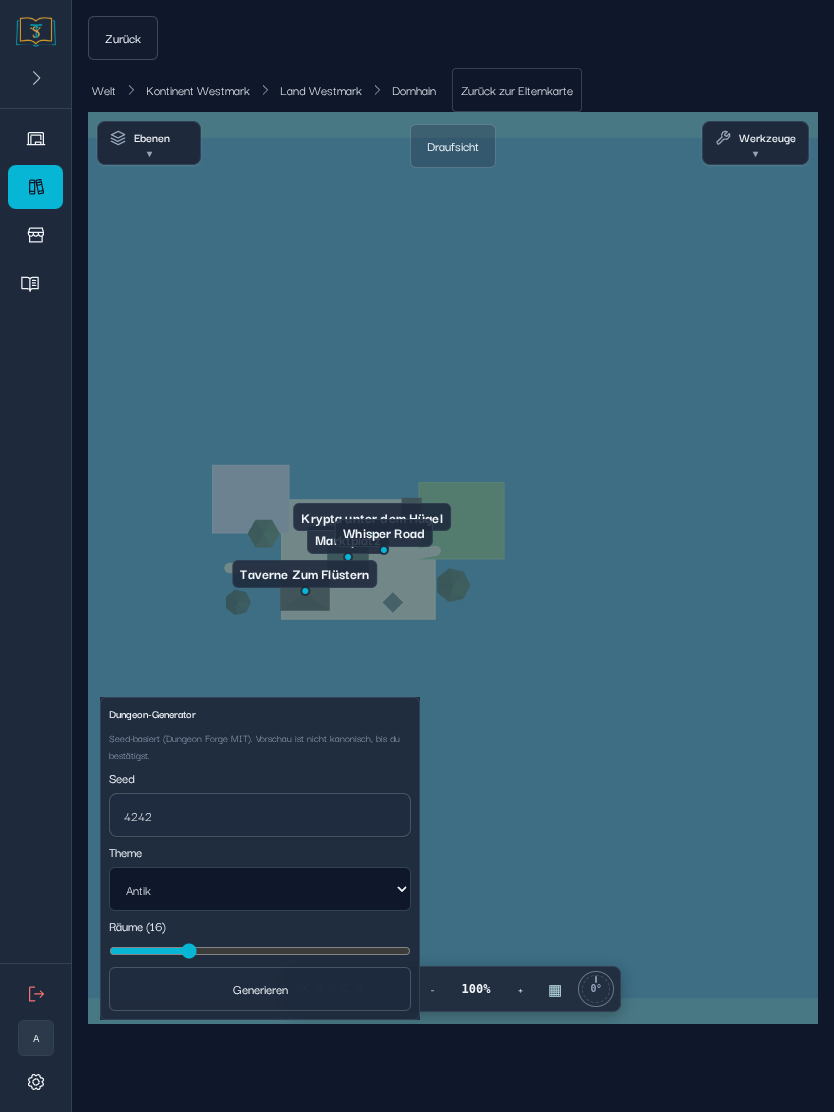 Zurück
Welt
Kontinent Westmark
Land Westmark
Dornhain
Zurück zur Elternkarte
Ebenen
▼
Draufsicht
Werkzeuge
▼
Krypta unter dem Hügel
Whisper Road
Taverne Zum Flüstern
Dungeon-Generator
Seed-basiert (Dungeon Forge MIT). Vorschau ist nicht kanonisch, bis du
bestätigst.
Seed
4242
Theme
Antik
Räume (16)
Generieren
- 100% +
0°
A